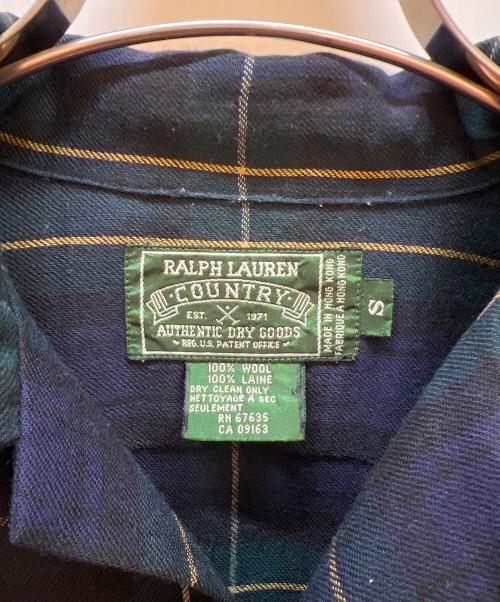 RALPH LAUREN
COUNTRY
EST. 1971
AUTHENTIC DRY GOODS
REG. U.S. PATENT OFFICE
MADE IN HONG KONG
FABRIQUÉ À HONG KONG
S
100% WOOL
100% LAINE
DRY CLEAN ONLY
NETTOYAGE A SEC
SEULEMENT
RN 67635
CA 09163